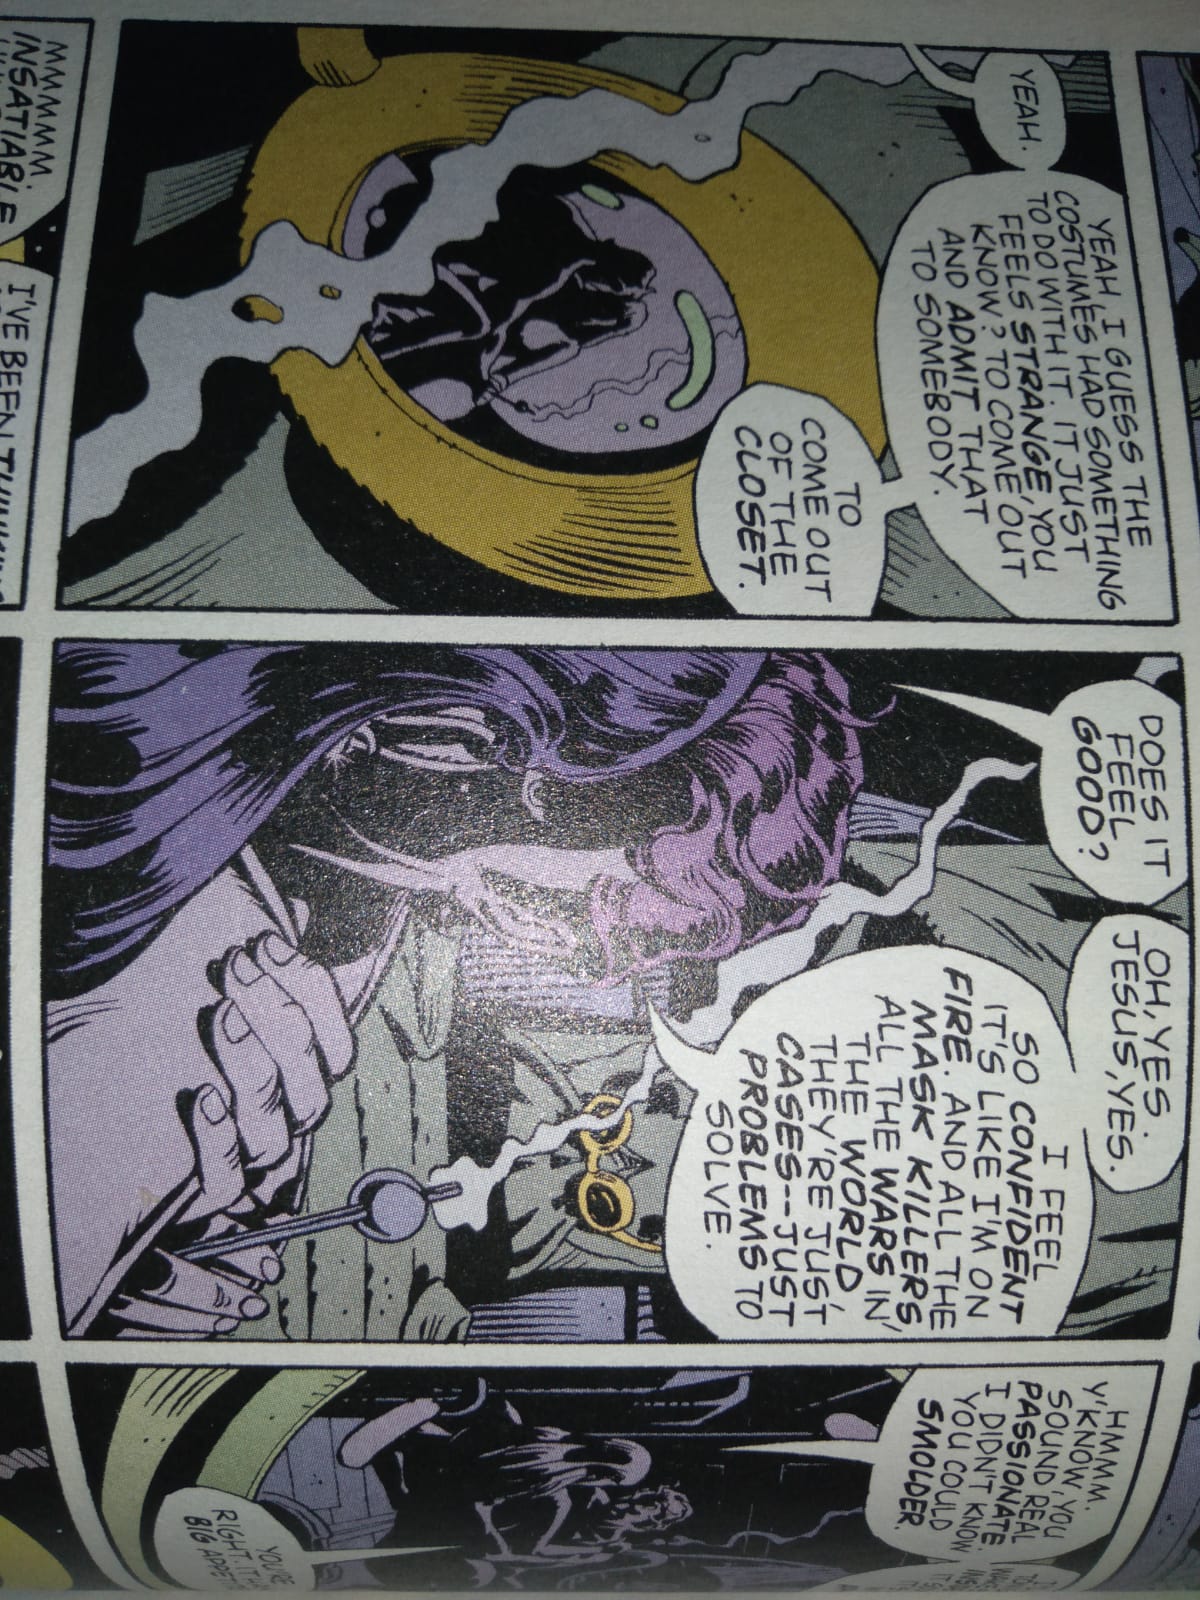 YEAH.
YEAH, I GUESS THE
COSTUMES HAD SOMETHING
TO DO WITH IT. IT JUST
FEELS STRANGE, YOU
KNOW? TO COME OUT
AND ADMIT THAT
TO SOMEBODY.
TO
COME OUT
OF THE
CLOSET.
DOES IT
FEEL
GOOD?
OH, YES.
JESUS, YES.
I FEEL
SO CONFIDENT
IT'S LIKE I'M ON
FIRE. AND ALL THE
MASK KILLERS,
ALL THE WARS IN
THE WORLD,
THEY'RE JUST
CASES--JUST
PROBLEMS TO
SOLVE.
HMMM.
Y'KNOW, YOU
SOUND REAL
PASSIONATE.
I DIDN'T KNOW
YOU COULD
SMOLDER.
YOU'RE
RIGHT. IT
BIG
MMMMM.
INSATIABLE
I'VE BEEN THINKING